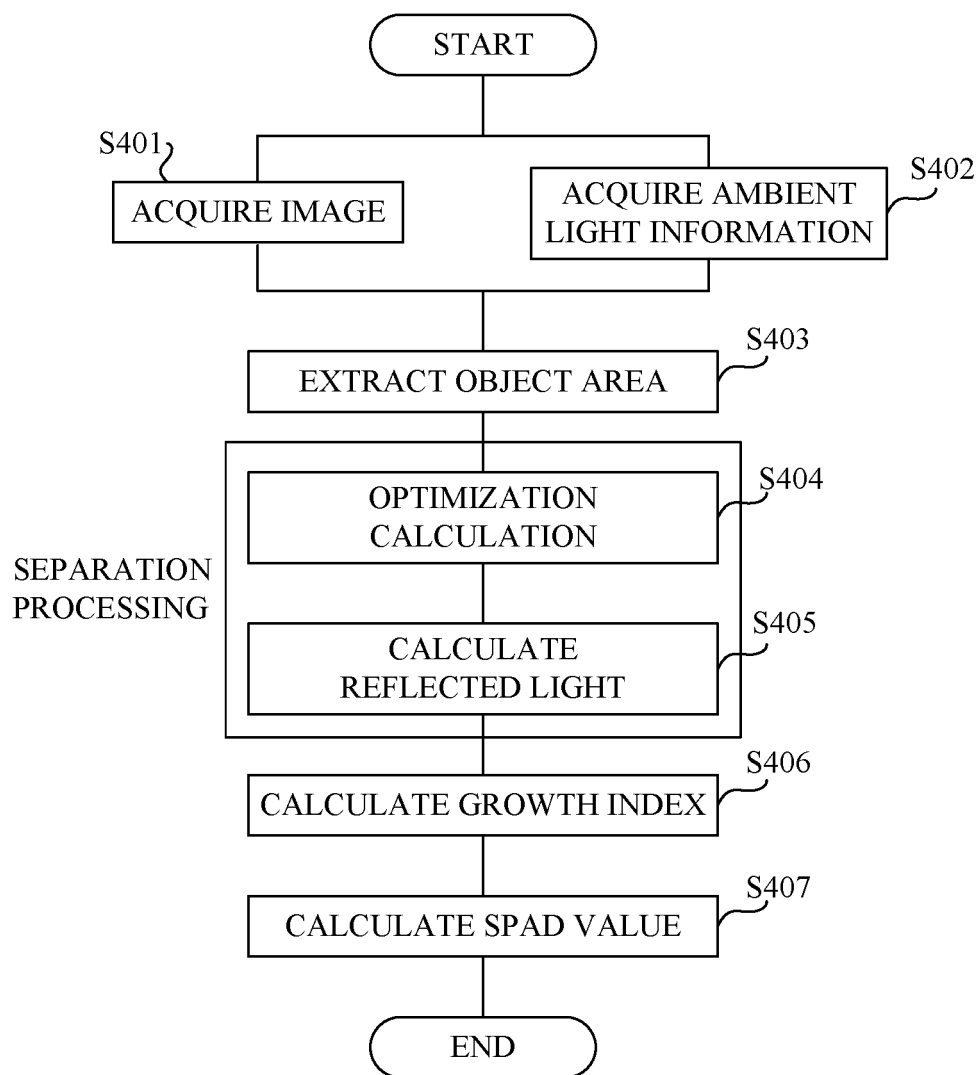 START
S401
ACQUIRE IMAGE
S402
ACQUIRE AMBIENT
LIGHT INFORMATION
S403
EXTRACT OBJECT AREA
SEPARATION
PROCESSING
S404
OPTIMIZATION
CALCULATION
S405
CALCULATE
REFLECTED LIGHT
S406
CALCULATE GROWTH INDEX
S407
CALCULATE SPAD VALUE
END